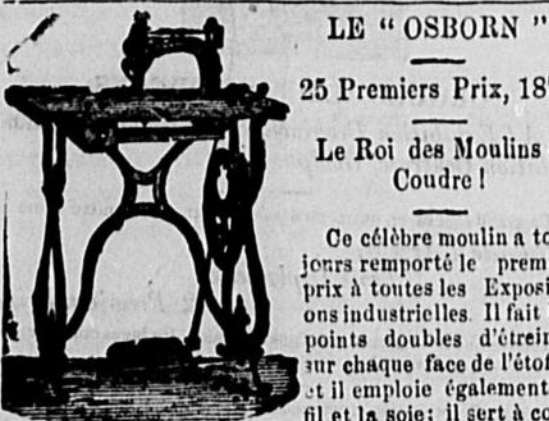 LE “ OSBORN ”
25 Premiers Prix, 18
Le Roi des Moulins
Coudre !
Ce célèbre moulin a to
jours remporté le prem
prix à toutes les Exposi
ons industrielles. Il fait
points doubles d'étrein
sur chaque face de l'étof
et il emploie également
fil et la soie; il sert à co